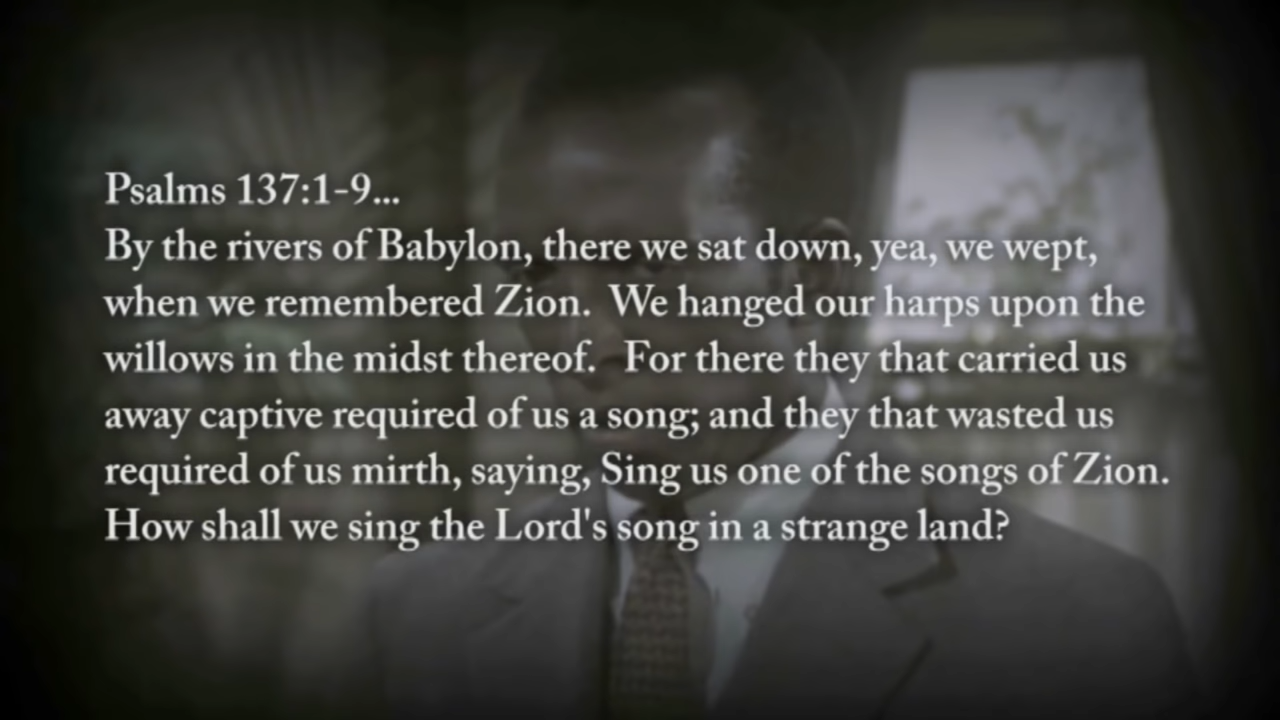 Psalms 137:1-9...
By the rivers of Babylon, there we sat down, yea, we wept,
when we remembered Zion.  We hanged our harps upon the
willows in the midst thereof.   For there they that carried us
away captive required of us a song; and they that wasted us
required of us mirth, saying, Sing us one of the songs of Zion.
How shall we sing the Lord's song in a strange land?